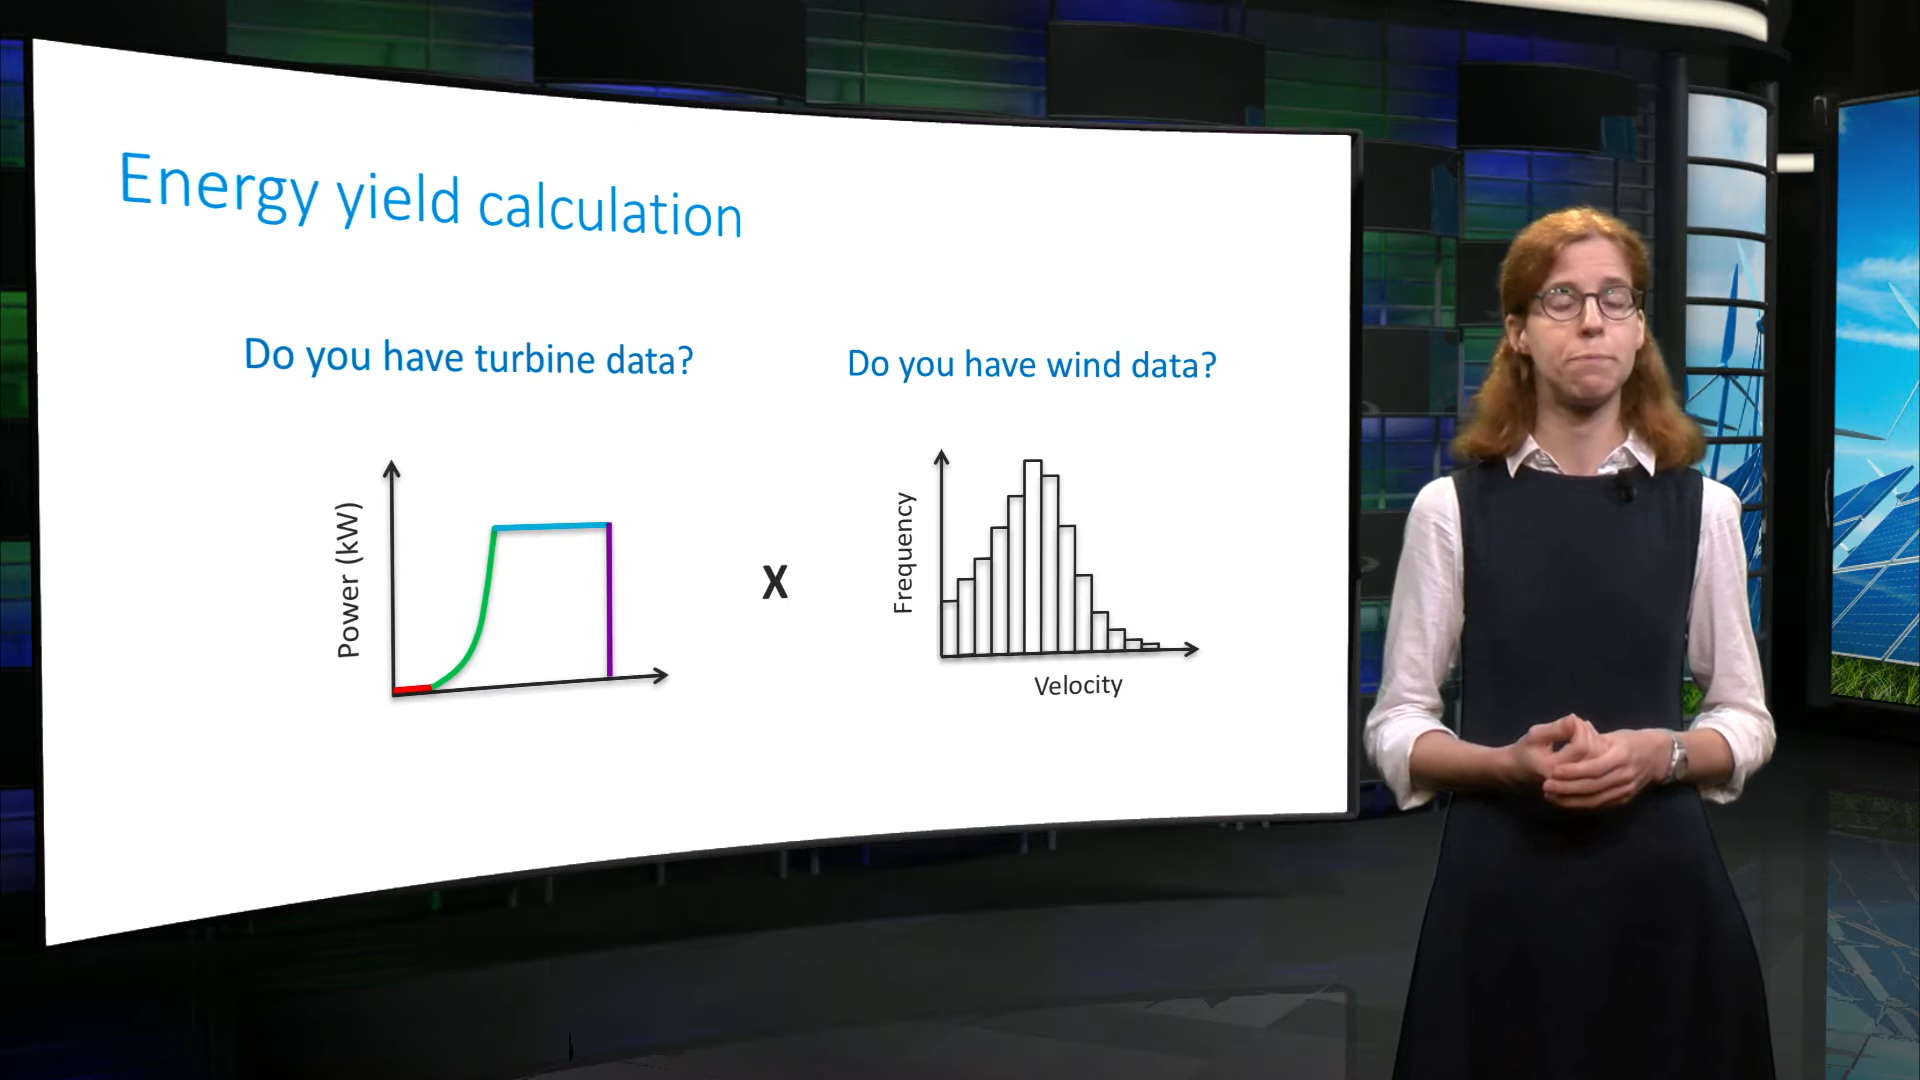 Energy yield calculation
Do you have turbine data?
Do you have wind data?
Power (kW)
X
Frequency
Velocity